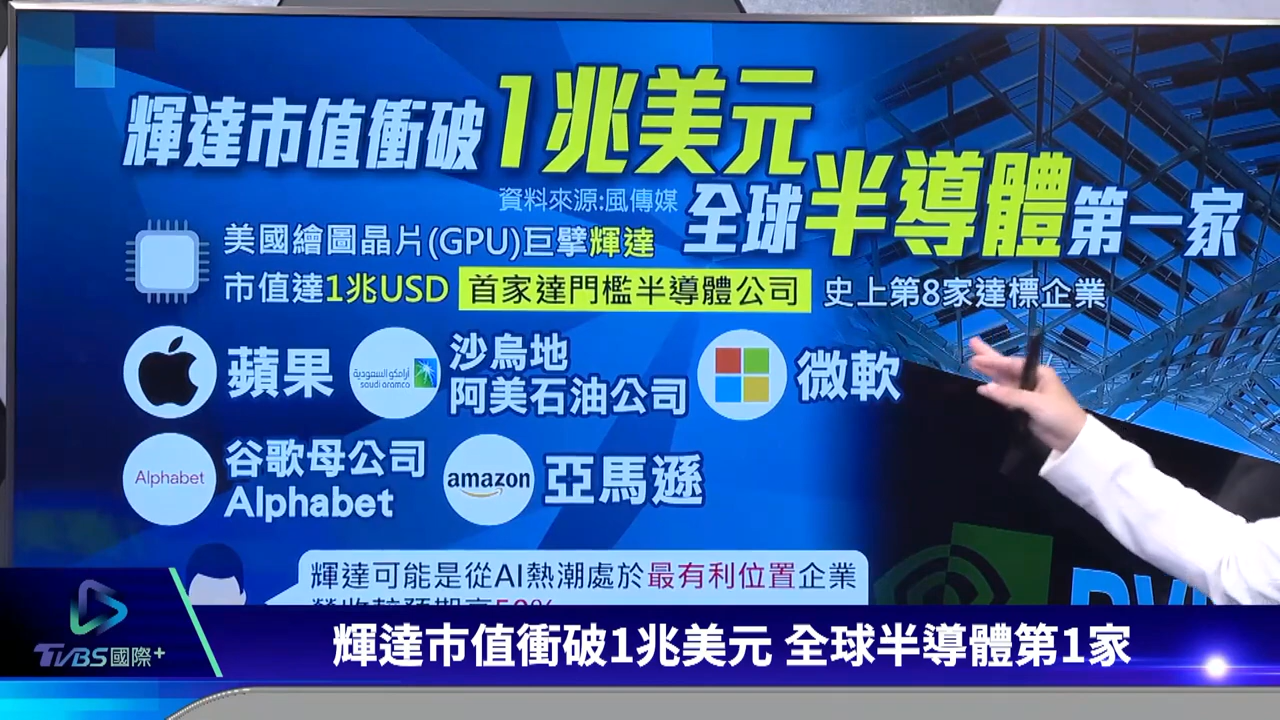 輝達市值衝破1兆美元
資料來源:風傳媒
全球半導體第一家
美國繪圖晶片(GPU)巨擘輝達
市值達1兆USD 首家達門檻半導體公司 史上第8家達標企業
蘋果
أرامكو السعودية
saudi aramco
沙烏地
阿美石油公司
微軟
Alphabet
谷歌母公司
Alphabet
amazon
亞馬遜
輝達可能是從AI熱潮處於最有利位置企業
TVBS國際+
輝達市值衝破1兆美元 全球半導體第1家